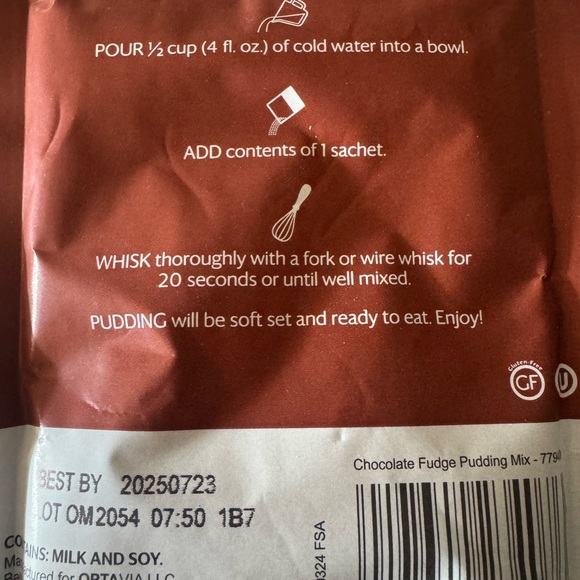 POUR ½ cup (4 fl. oz.) of cold water into a bowl.
ADD contents of 1 sachet.
WHISK thoroughly with a fork or wire whisk for
20 seconds or until well mixed.
PUDDING will be soft set and ready to eat. Enjoy!
Gluten-Free
GF
U
BEST BY 20250723
OT OM2054 07:50 1B7
Chocolate Fudge Pudding Mix - 7794
AINS: MILK AND SOY.
ctured for OPTAVIA LLC
0324 FSA